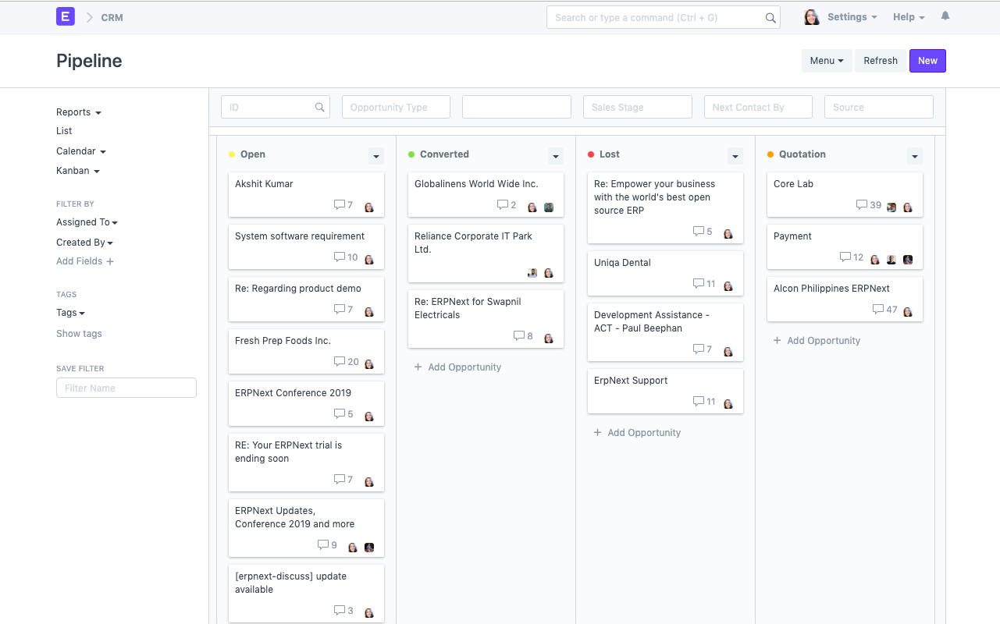 E CRM Search or type a command (Ctrl + G) Settings Help
Pipeline Menu Refresh New
Reports
List
Calendar
Kanban
FILTER BY
Assigned To
Created By
Add Fields +
TAGS
Tags
Show tags
SAVE FILTER
Filter Name
ID Opportunity Type Sales Stage Next Contact By Source
Open
Akshit Kumar
7
System software requirement
10
Re: Regarding product demo
7
Fresh Prep Foods Inc.
20
ERPNext Conference 2019
5
RE: Your ERPNext trial is
ending soon
7
ERPNext Updates,
Conference 2019 and more
9
[erpnext-discuss] update
available
3
Converted
Globalinens World Wide Inc.
2
Reliance Corporate IT Park
Ltd.
Re: ERPNext for Swapnil
Electricals
8
+ Add Opportunity
Lost
Re: Empower your business
with the world's best open
source ERP
5
Uniqa Dental
11
Development Assistance -
ACT - Paul Beephan
7
ErpNext Support
11
+ Add Opportunity
Quotation
Core Lab
39
Payment
12
Alcon Philippines ERPNext
47
+ Add Opportunity